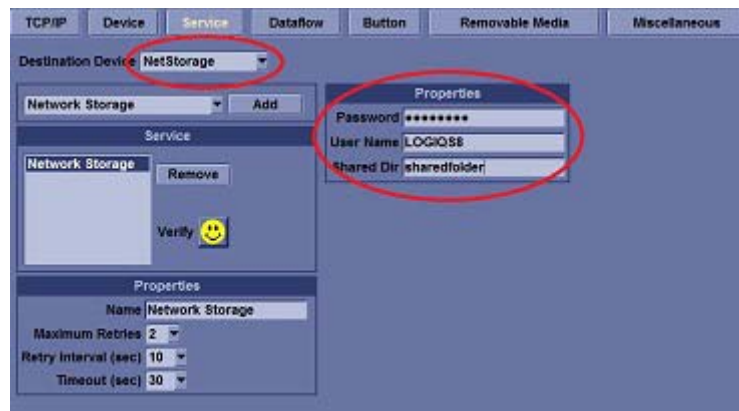 TCP/IP Device Service Dataflow Button Removable Media Miscellaneous
Destination Device NetStorage
Network Storage Add
Service
Network Storage
Remove
Verify
Properties
Name Network Storage
Maximum Retries 2
Retry Interval (sec) 10
Timeout (sec) 30
Properties
Password ••••••••
User Name LOGIQS8
Shared Dir sharedfolder